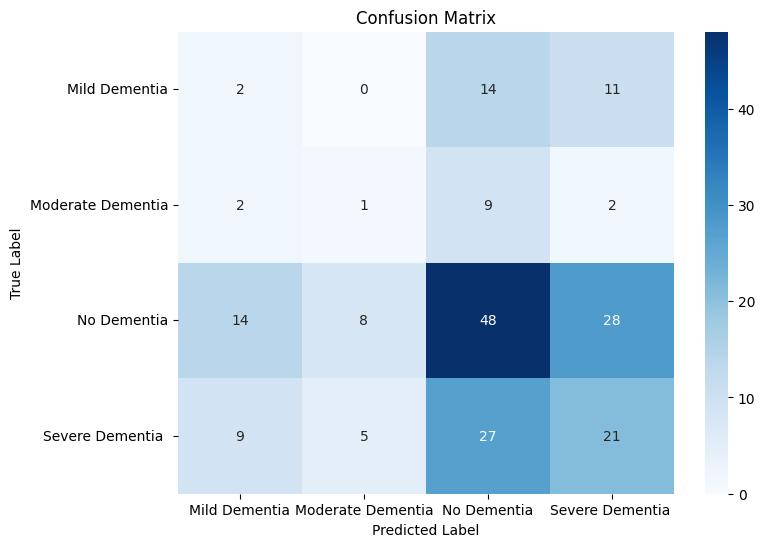 Confusion Matrix
Mild Dementia 2 0 14 11
Moderate Dementia 2 1 9 2
No Dementia 14 8 48 28
Severe Dementia 9 5 27 21
Mild Dementia Moderate Dementia No Dementia Severe Dementia
Predicted Label
True Label
40
30
20
10
0